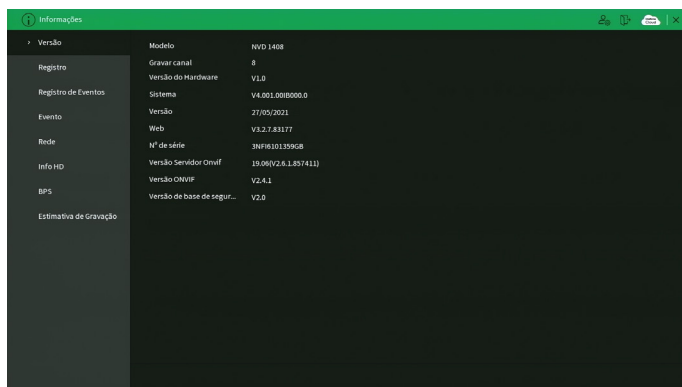 Informações
Versão
Registro
Registro de Eventos
Evento
Rede
Info HD
BPS
Estimativa de Gravação
Modelo NVD 1408
Gravar canal 8
Versão do Hardware V1.0
Sistema V4.001.00IB000.0
Versão 27/05/2021
Web V3.2.7.83177
Nº de série 3NFI6101359GB
Versão Servidor Onvif 19.06(V2.6.1.857411)
Versão ONVIF V2.4.1
Versão de base de segur... V2.0